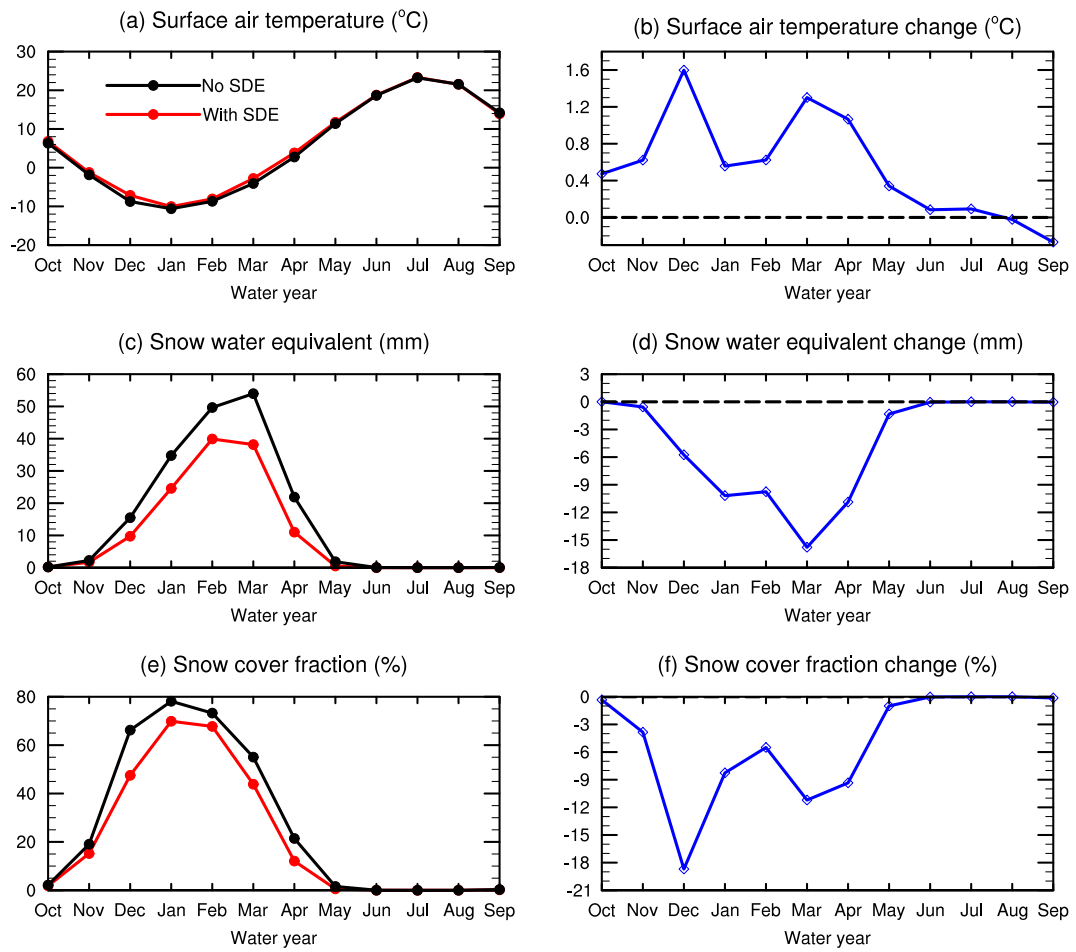 (a) Surface air temperature (°C)
30
20
10
0
-10
-20
No SDE
With SDE
Oct Nov Dec Jan Feb Mar Apr May Jun Jul Aug Sep
Water year
(b) Surface air temperature change (°C)
1.6
1.2
0.8
0.4
0.0
Oct Nov Dec Jan Feb Mar Apr May Jun Jul Aug Sep
Water year
(c) Snow water equivalent (mm)
60
50
40
30
20
10
0
Oct Nov Dec Jan Feb Mar Apr May Jun Jul Aug Sep
Water year
(d) Snow water equivalent change (mm)
3
0
-3
-6
-9
-12
-15
-18
Oct Nov Dec Jan Feb Mar Apr May Jun Jul Aug Sep
Water year
(e) Snow cover fraction (%)
80
60
40
20
0
Oct Nov Dec Jan Feb Mar Apr May Jun Jul Aug Sep
Water year
(f) Snow cover fraction change (%)
0
-3
-6
-9
-12
-15
-18
-21
Oct Nov Dec Jan Feb Mar Apr May Jun Jul Aug Sep
Water year